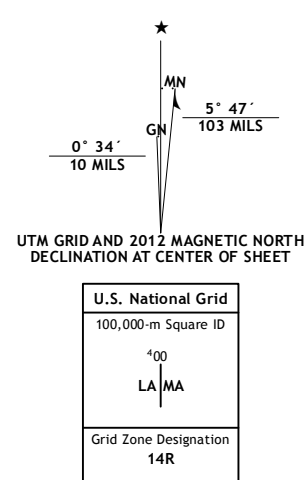 MN
GN
5° 47´
103 MILS
0° 34´
10 MILS
UTM GRID AND 2012 MAGNETIC NORTH
DECLINATION AT CENTER OF SHEET
U.S. National Grid
100,000-m Square ID
⁴00
LA MA
Grid Zone Designation
14R